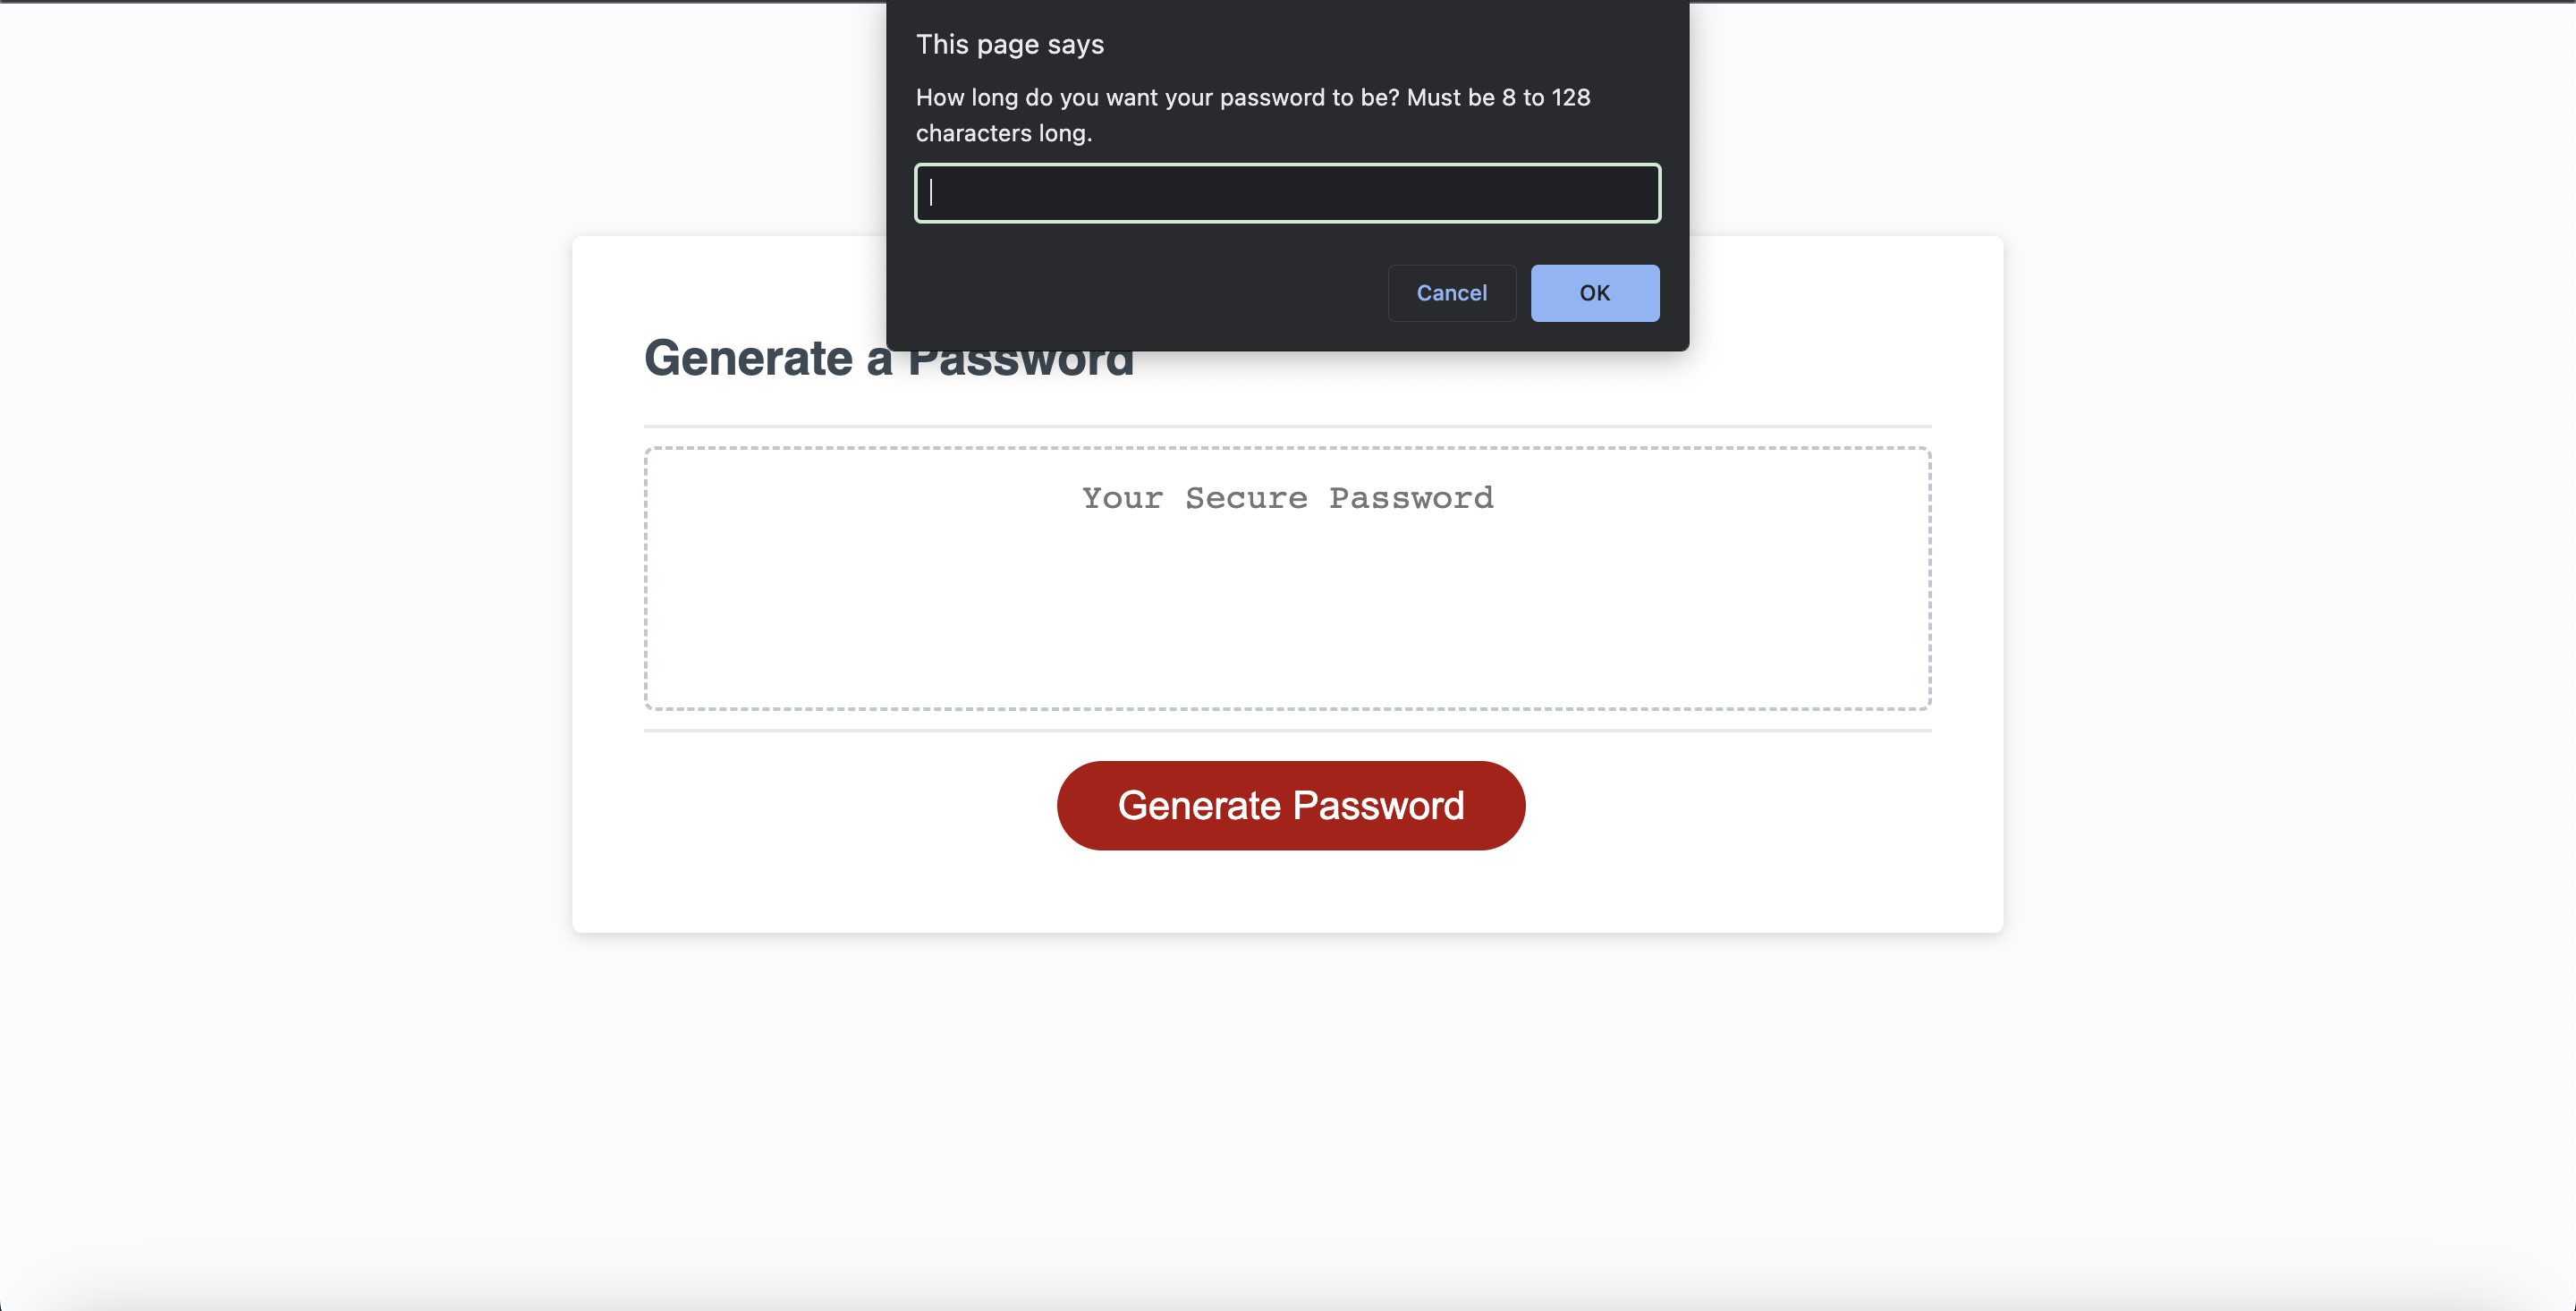 This page says
How long do you want your password to be? Must be 8 to 128
characters long.
Cancel
OK
Generate a Password
Your Secure Password
Generate Password